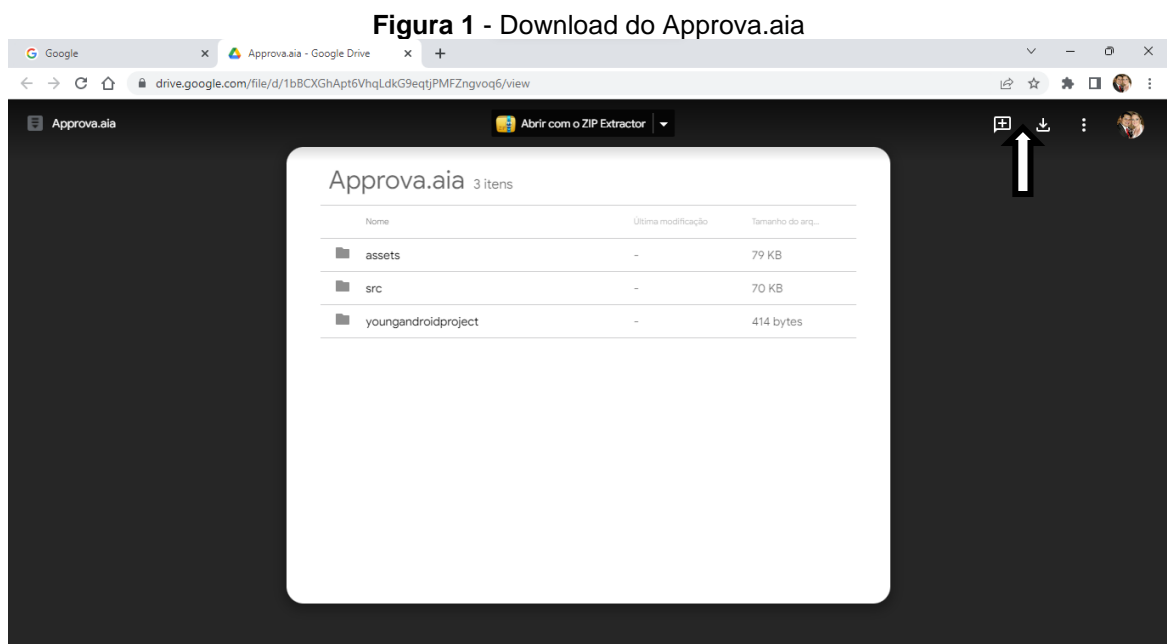 Figura 1 - Download do Approva.aia
Google
Approva.aia - Google Drive
drive.google.com/file/d/1bBCXGhApt6VhqLdkG9eqtjPMFZngvoq6/view
Approva.aia
Abrir com o ZIP Extractor
Approva.aia 3 itens
Nome Última modificação Tamanho do arq...
assets - 79 KB
src - 70 KB
youngandroidproject - 414 bytes